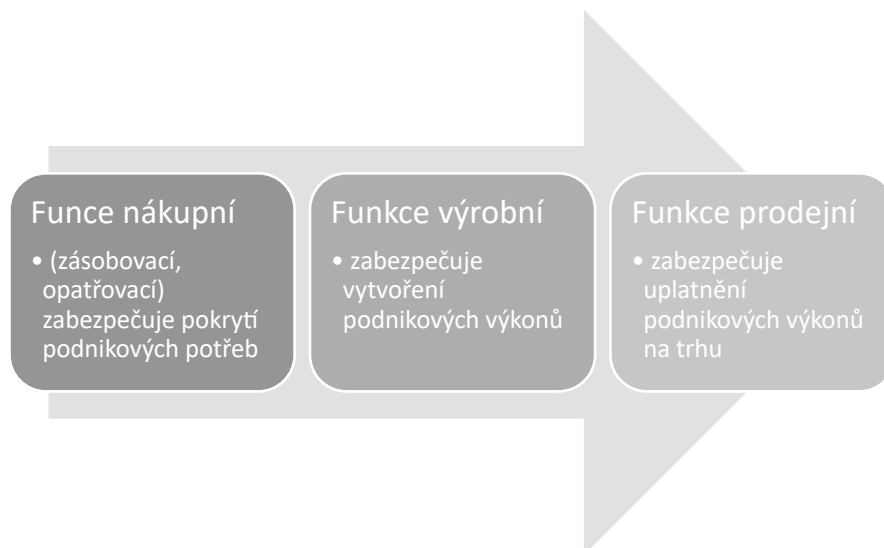 Funce nákupní
• (zásobovací,
opatřovací)
zabezpečuje pokrytí
podnikových potřeb
Funkce výrobní
• zabezpečuje
vytvoření
podnikových výkonů
Funkce prodejní
• zabezpečuje
uplatnění
podnikových výkonů
na trhu